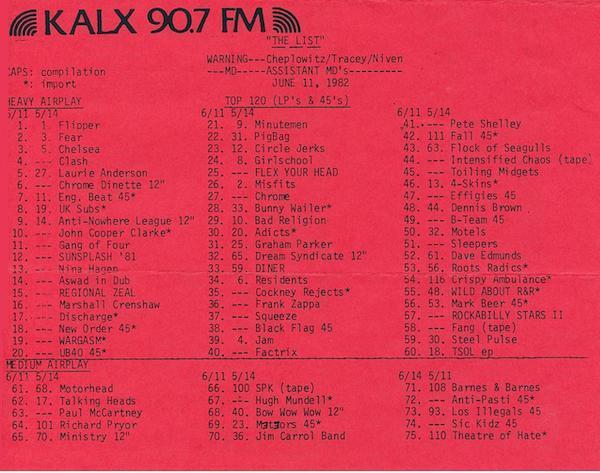 KALX 90.7 FM
"THE LIST"
WARNING---Cheplowitz/Tracey/Niven
CAPS: compilation
---MD-----ASSISTANT MD's---------
*: import
JUNE 11, 1982
HEAVY AIRPLAY
TOP 120 (LP's & 45's)
6/11 5/14
1. 1. Flipper
2. 3. Fear
3. 5. Chelsea
4. --- Clash
5. 27. Laurie Anderson
6. --- Chrome Dinette 12"
7. 11. Eng. Beat 45*
8. 19. UK Subs*
9. 14. Anti-Nowhere League 12"
10. --- John Cooper Clarke*
11. --- Gang of Four
12. --- SUNSPLASH '81
13. --- Nina Hagen
14. --- Aswad in Dub
15. --- REGIONAL ZEAL
16. --- Marshall Crenshaw
17. --- Discharge*
18. --- New Order 45*
19. --- WARGASM*
20. --- UB40 45*
6/11 5/14
21. 9. Minutemen
22. 31. PigBag
23. 12. Circle Jerks
24. 8. Girlschool
25. --- FLEX YOUR HEAD
26. 2. Misfits
27. --- Chrome
28. 33. Bunny Wailer*
29. 10. Bad Religion
30. 20. Adicts*
31. 25. Graham Parker
32. 65. Dream Syndicate 12"
33. 59. DINER
34. 6. Residents
35. --- Cockney Rejects*
36. --- Frank Zappa
37. --- Squeeze
38. --- Black Flag 45
39. 4. Jam
40. --- Factrix
6/11 5/14
41. --- Pete Shelley
42. 111 Fall 45*
43. 63. Flock of Seagulls
44. --- Intensified Chaos (tape)
45. --- Toiling Midgets
46. 13. 4-Skins*
47. --- Effigies 45
48. 44. Dennis Brown
49. --- B-Team 45
50. 32. Motels
51. --- Sleepers
52. 61. Dave Edmunds
53. 56. Roots Radics*
54. 116 Crispy Ambulance*
55. 48. WILD ABOUT R&R*
56. 53. Mark Beer 45*
57. --- ROCKABILLY STARS II
58. --- Fang (tape)
59. 30. Steel Pulse
60. 18. TSOL ep
MEDIUM AIRPLAY
6/11 5/14
61. 68. Motorhead
62. 17. Talking Heads
63. --- Paul McCartney
64. 101 Richard Pryor
65. 70. Ministry 12"
6/11 5/14
66. 100 SPK (tape)
67. --- Hugh Mundell*
68. 40. Bow Wow Wow 12"
69. 23. Meteors 45*
70. 36. Jim Carrol Band
6/11 5/14
71. 108 Barnes & Barnes
72. --- Anti-Pasti 45*
73. 93. Los Illegals 45
74. --- Sic Kidz 45
75. 110 Theatre of Hate*